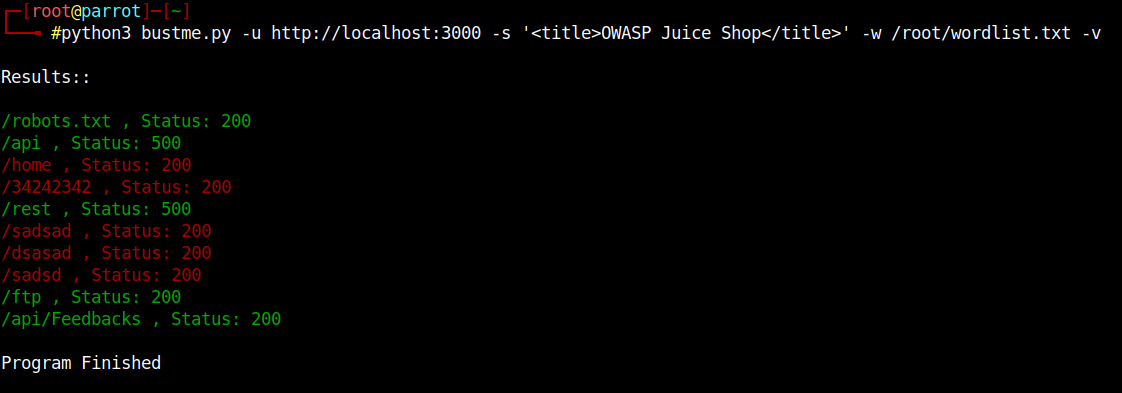 ┌─[root@parrot]─[~]
└──╼ #python3 bustme.py -u http://localhost:3000 -s '<title>OWASP Juice Shop</title>' -w /root/wordlist.txt -v
Results::
/robots.txt , Status: 200
/api , Status: 500
/home , Status: 200
/34242342 , Status: 200
/rest , Status: 500
/sadsad , Status: 200
/dsasad , Status: 200
/sadsd , Status: 200
/ftp , Status: 200
/api/Feedbacks , Status: 200
Program Finished